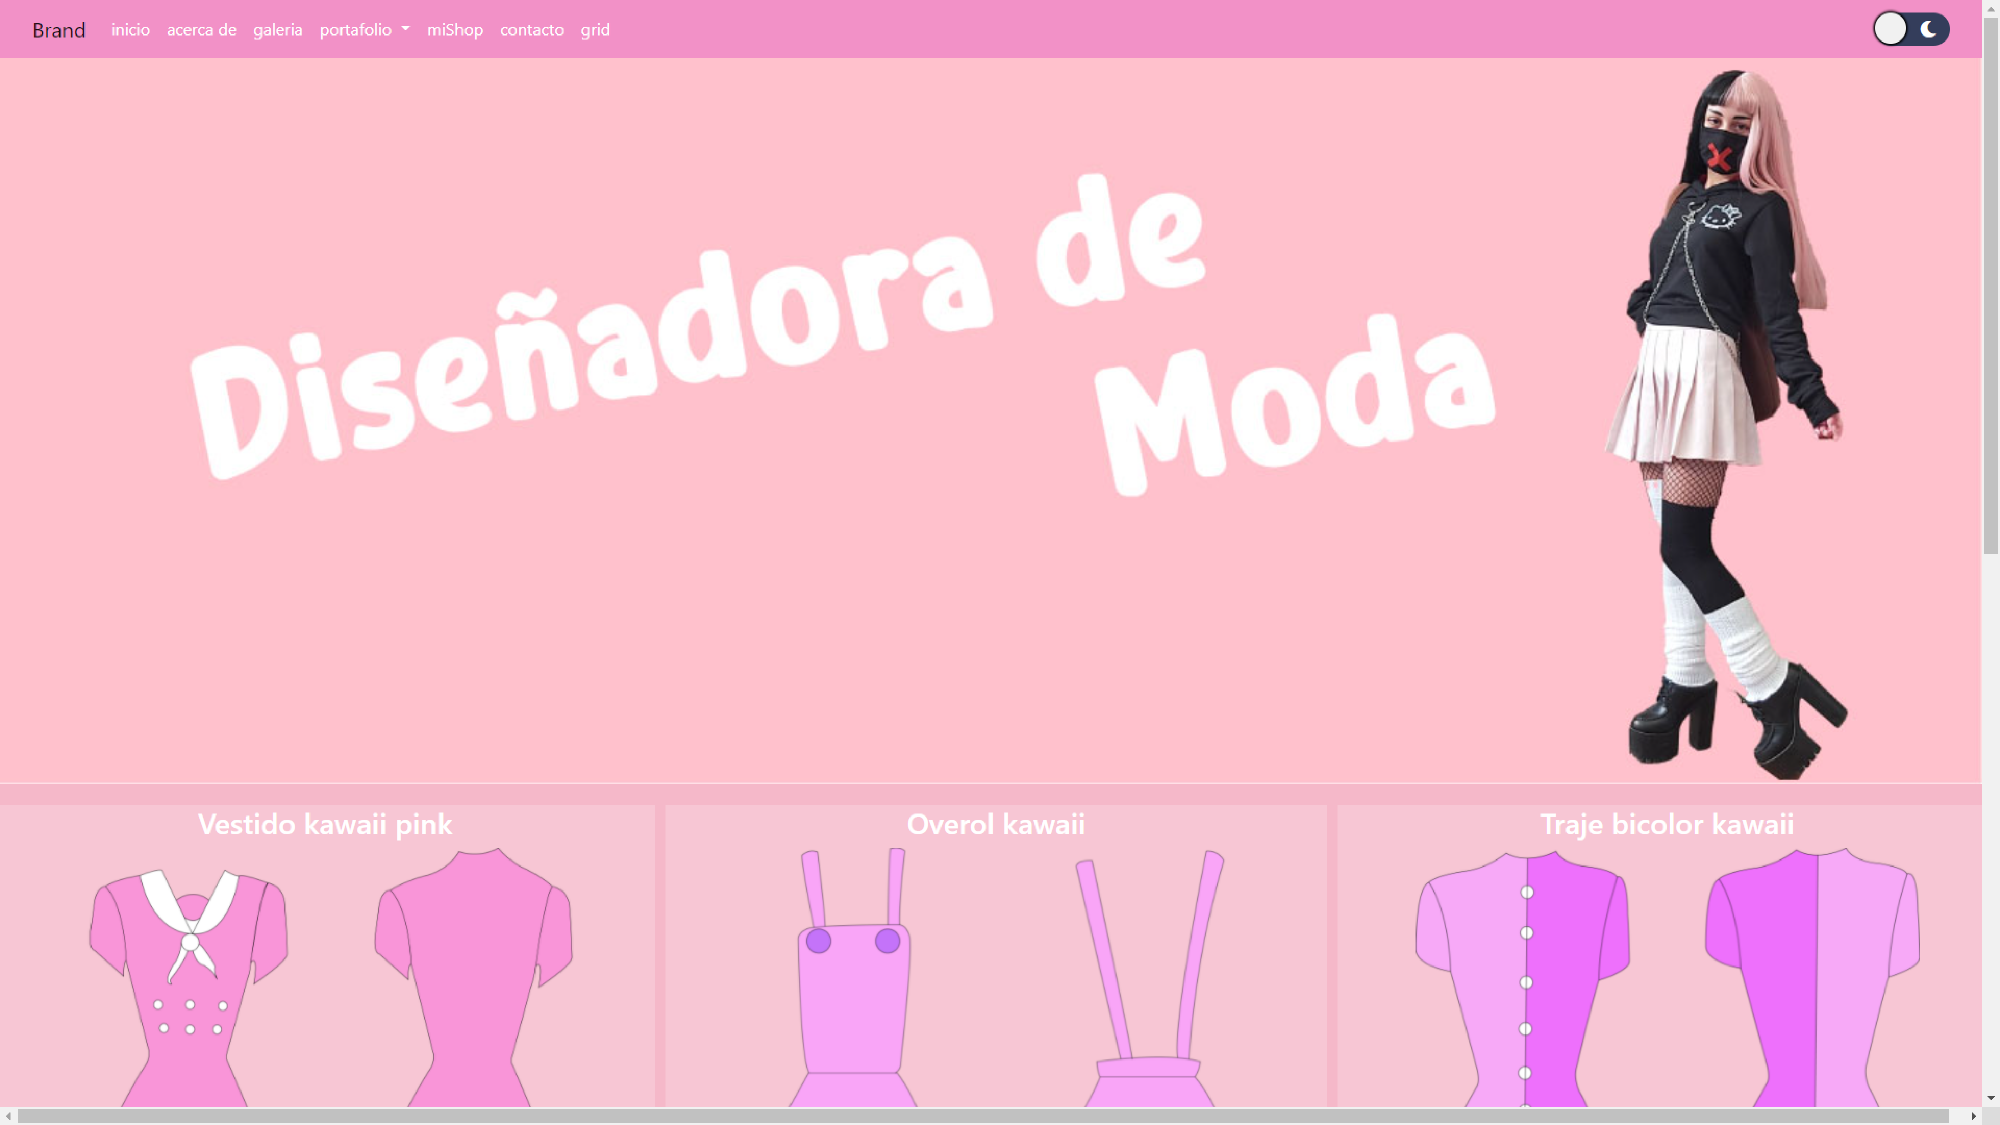 Brand inicio acerca de galeria portafolio miShop contacto grid
Diseñadora de
Moda
Vestido kawaii pink
Overol kawaii
Traje bicolor kawaii